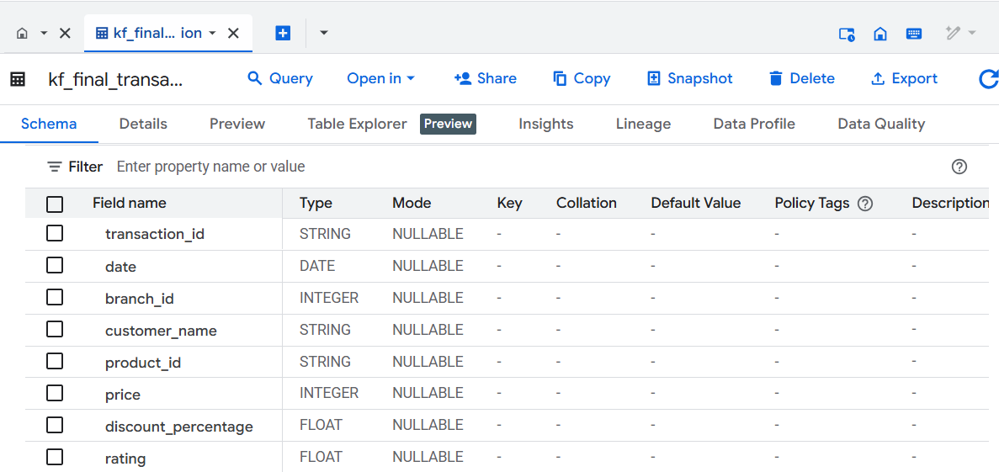 kf_final... ion
kf_final_transa... Query Open in Share Copy Snapshot Delete Export
Schema Details Preview Table Explorer Preview Insights Lineage Data Profile Data Quality
Filter Enter property name or value
Field name Type Mode Key Collation Default Value Policy Tags Description
transaction_id STRING NULLABLE - - - - -
date DATE NULLABLE - - - - -
branch_id INTEGER NULLABLE - - - - -
customer_name STRING NULLABLE - - - - -
product_id STRING NULLABLE - - - - -
price INTEGER NULLABLE - - - - -
discount_percentage FLOAT NULLABLE - - - - -
rating FLOAT NULLABLE - - - - -